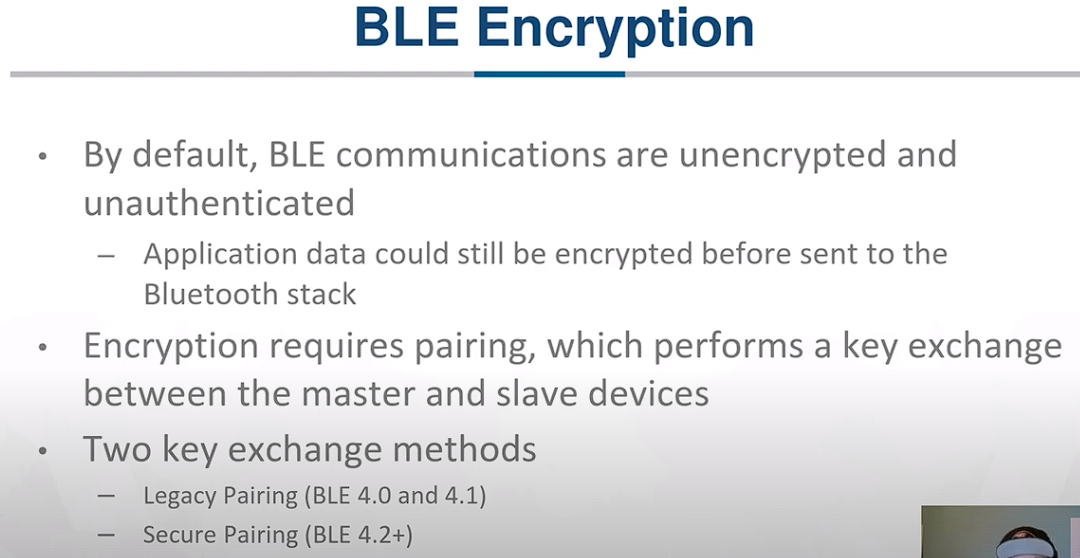 BLE Encryption
• By default, BLE communications are unencrypted and
unauthenticated
– Application data could still be encrypted before sent to the
Bluetooth stack
• Encryption requires pairing, which performs a key exchange
between the master and slave devices
• Two key exchange methods
– Legacy Pairing (BLE 4.0 and 4.1)
– Secure Pairing (BLE 4.2+)